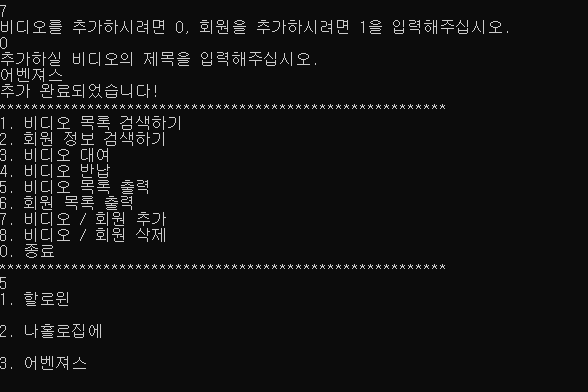 7
비디오를 추가하시려면 0, 회원을 추가하시려면 1을 입력해주십시오.
0
추가하실 비디오의 제목을 입력해주십시오.
어벤져스
추가 완료되었습니다!
********************************************************
1. 비디오 목록 검색하기
2. 회원 정보 검색하기
3. 비디오 대여
4. 비디오 반납
5. 비디오 목록 출력
6. 회원 목록 출력
7. 비디오 / 회원 추가
8. 비디오 / 회원 삭제
0. 종료
********************************************************
5
1. 할로윈
2. 나홀로집에
3. 어벤져스